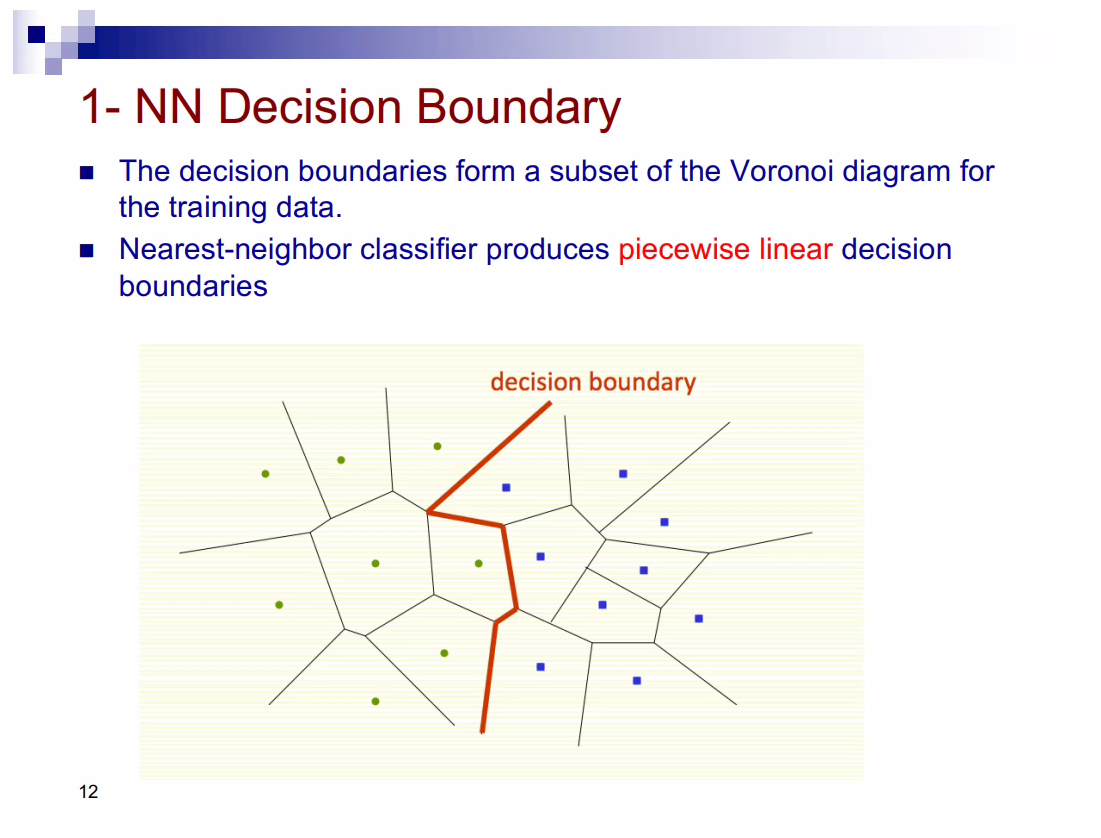 1- NN Decision Boundary
The decision boundaries form a subset of the Voronoi diagram for
the training data.
Nearest-neighbor classifier produces piecewise linear decision
boundaries
decision boundary
12